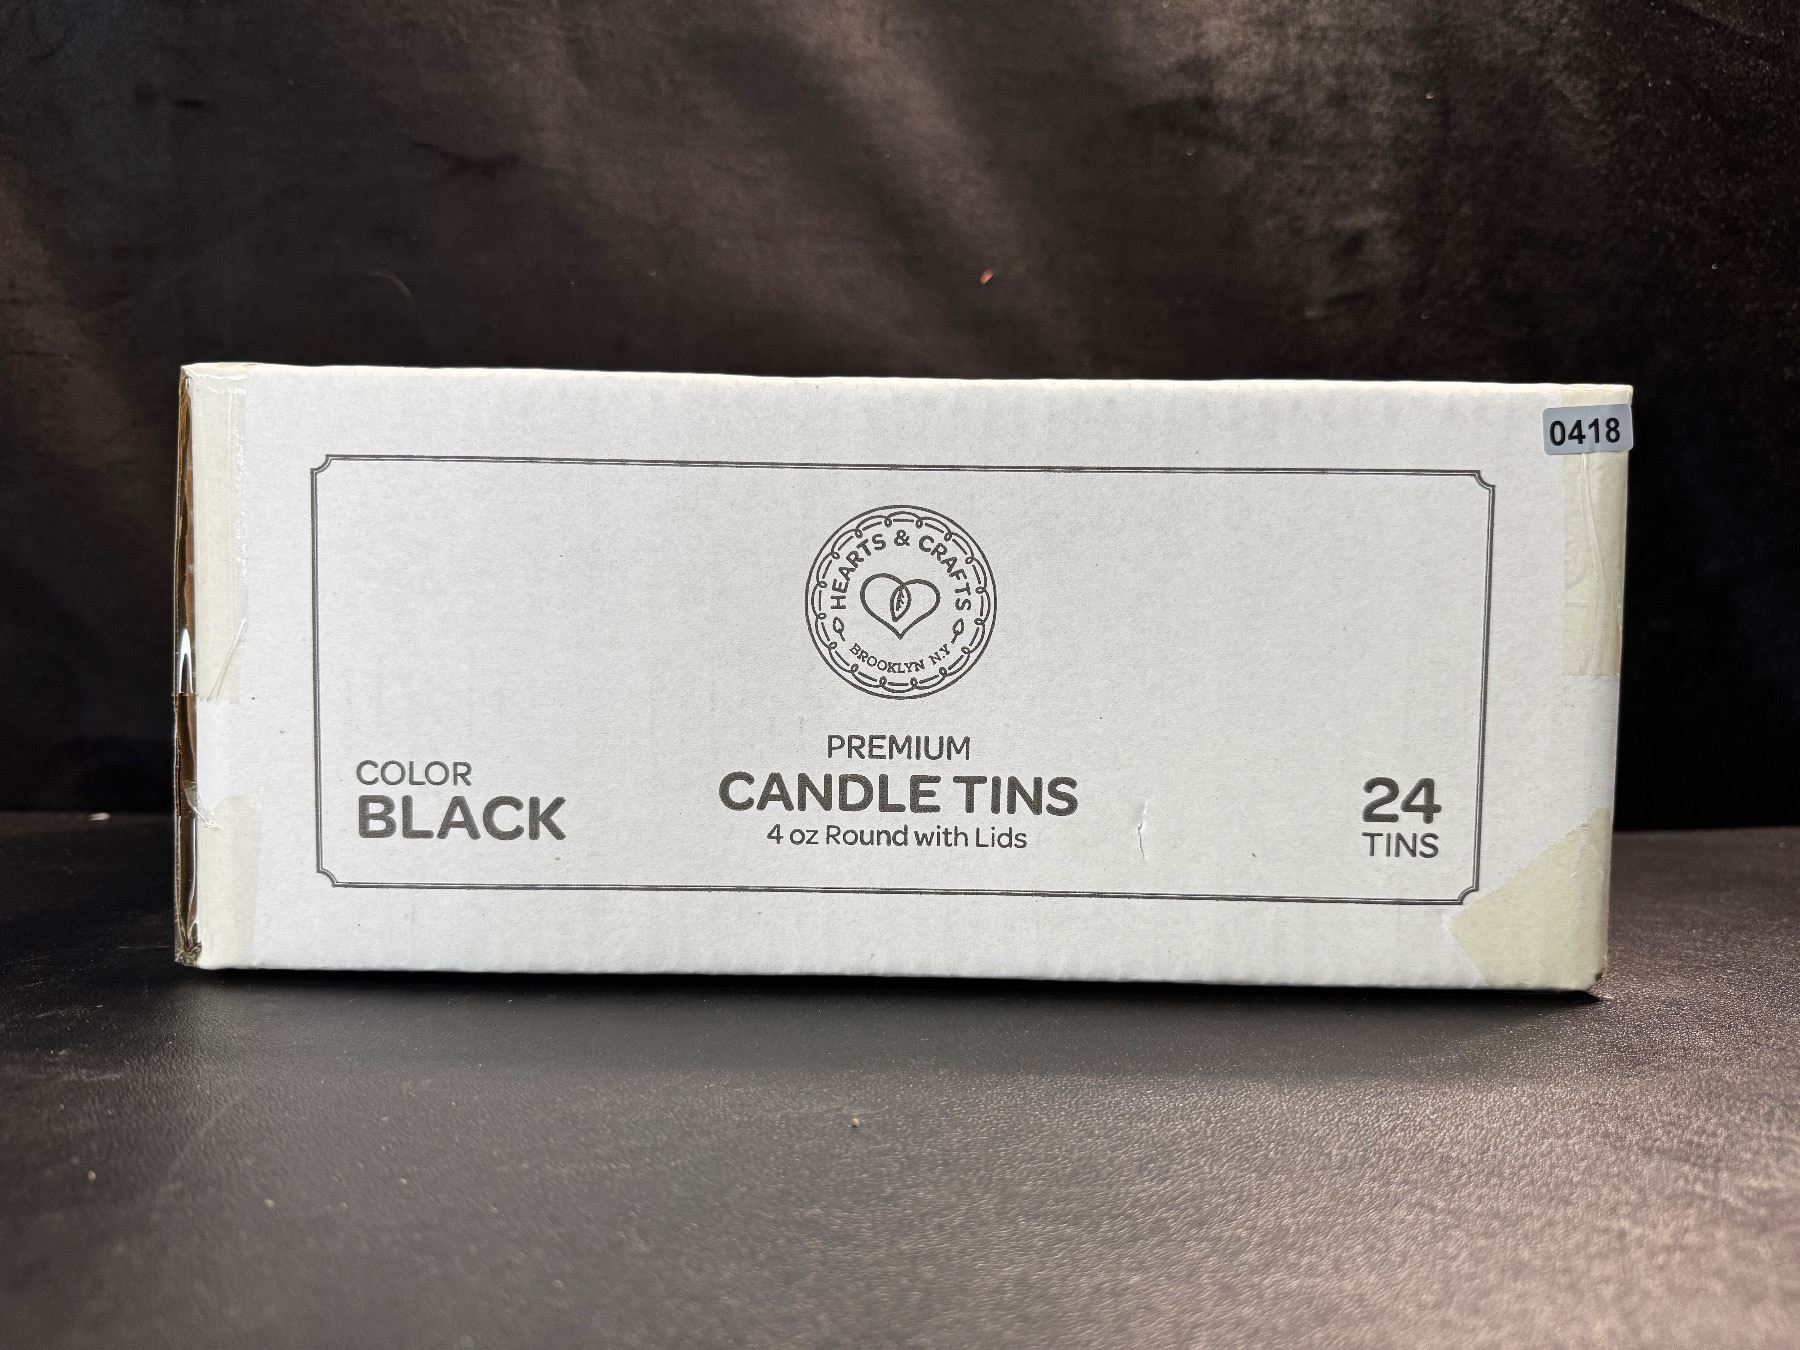 0418
HEARTS & CRAFTS
BROOKLYN N.Y
PREMIUM
CANDLE TINS
4 oz Round with Lids
COLOR
BLACK
24
TINS